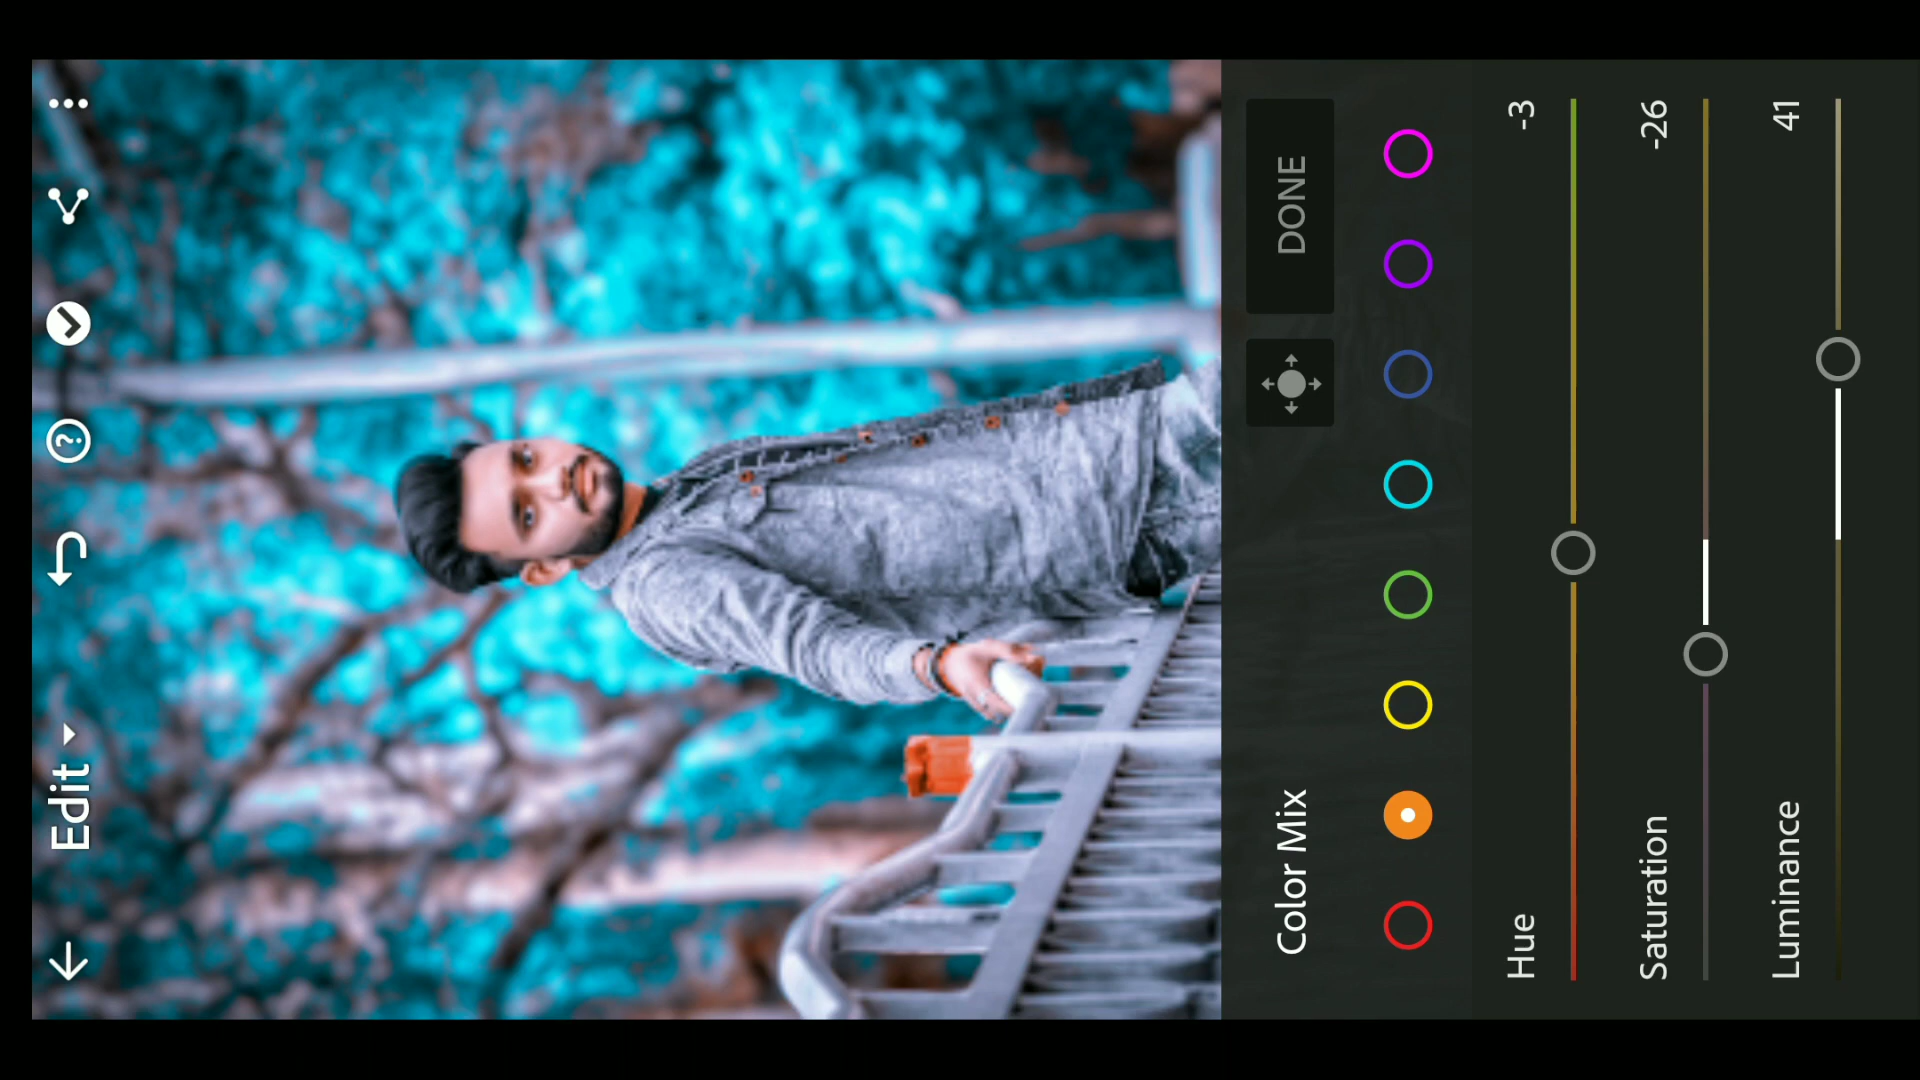 Edit
Color Mix
DONE
Hue
-3
Saturation
-26
Luminance
41